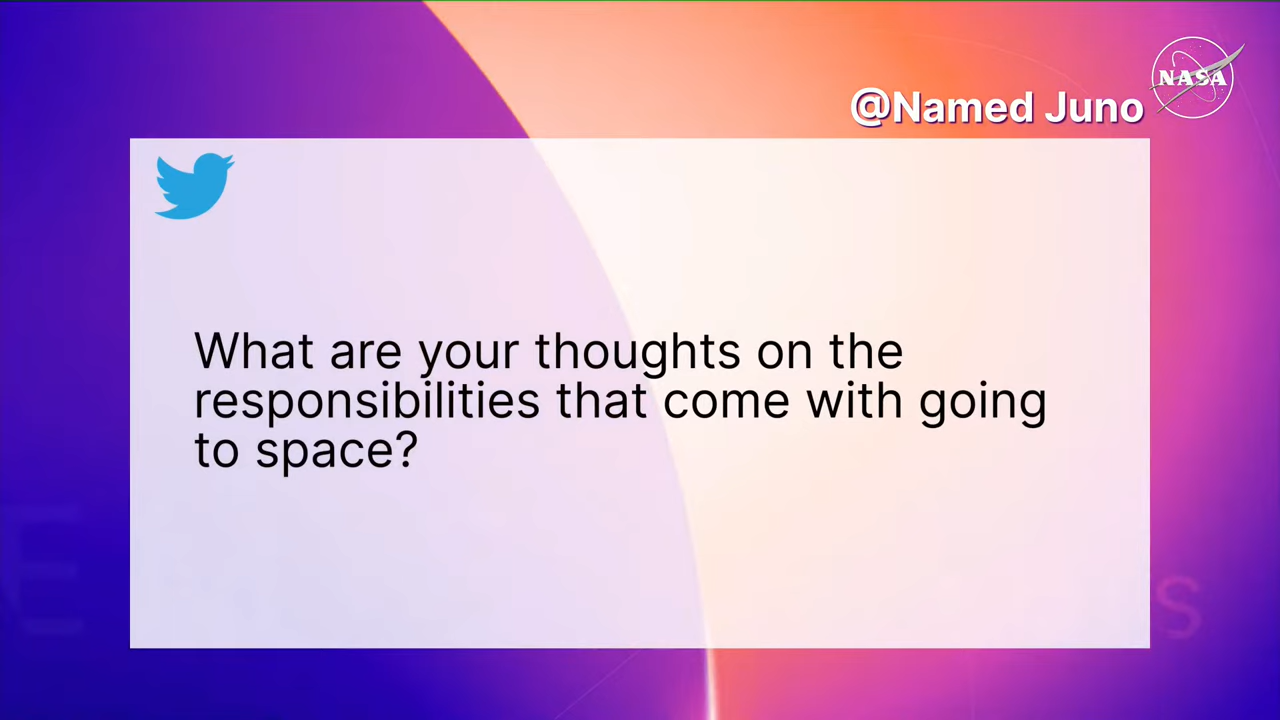 NASA
@Named Juno
What are your thoughts on the
responsibilities that come with going
to space?
E
S